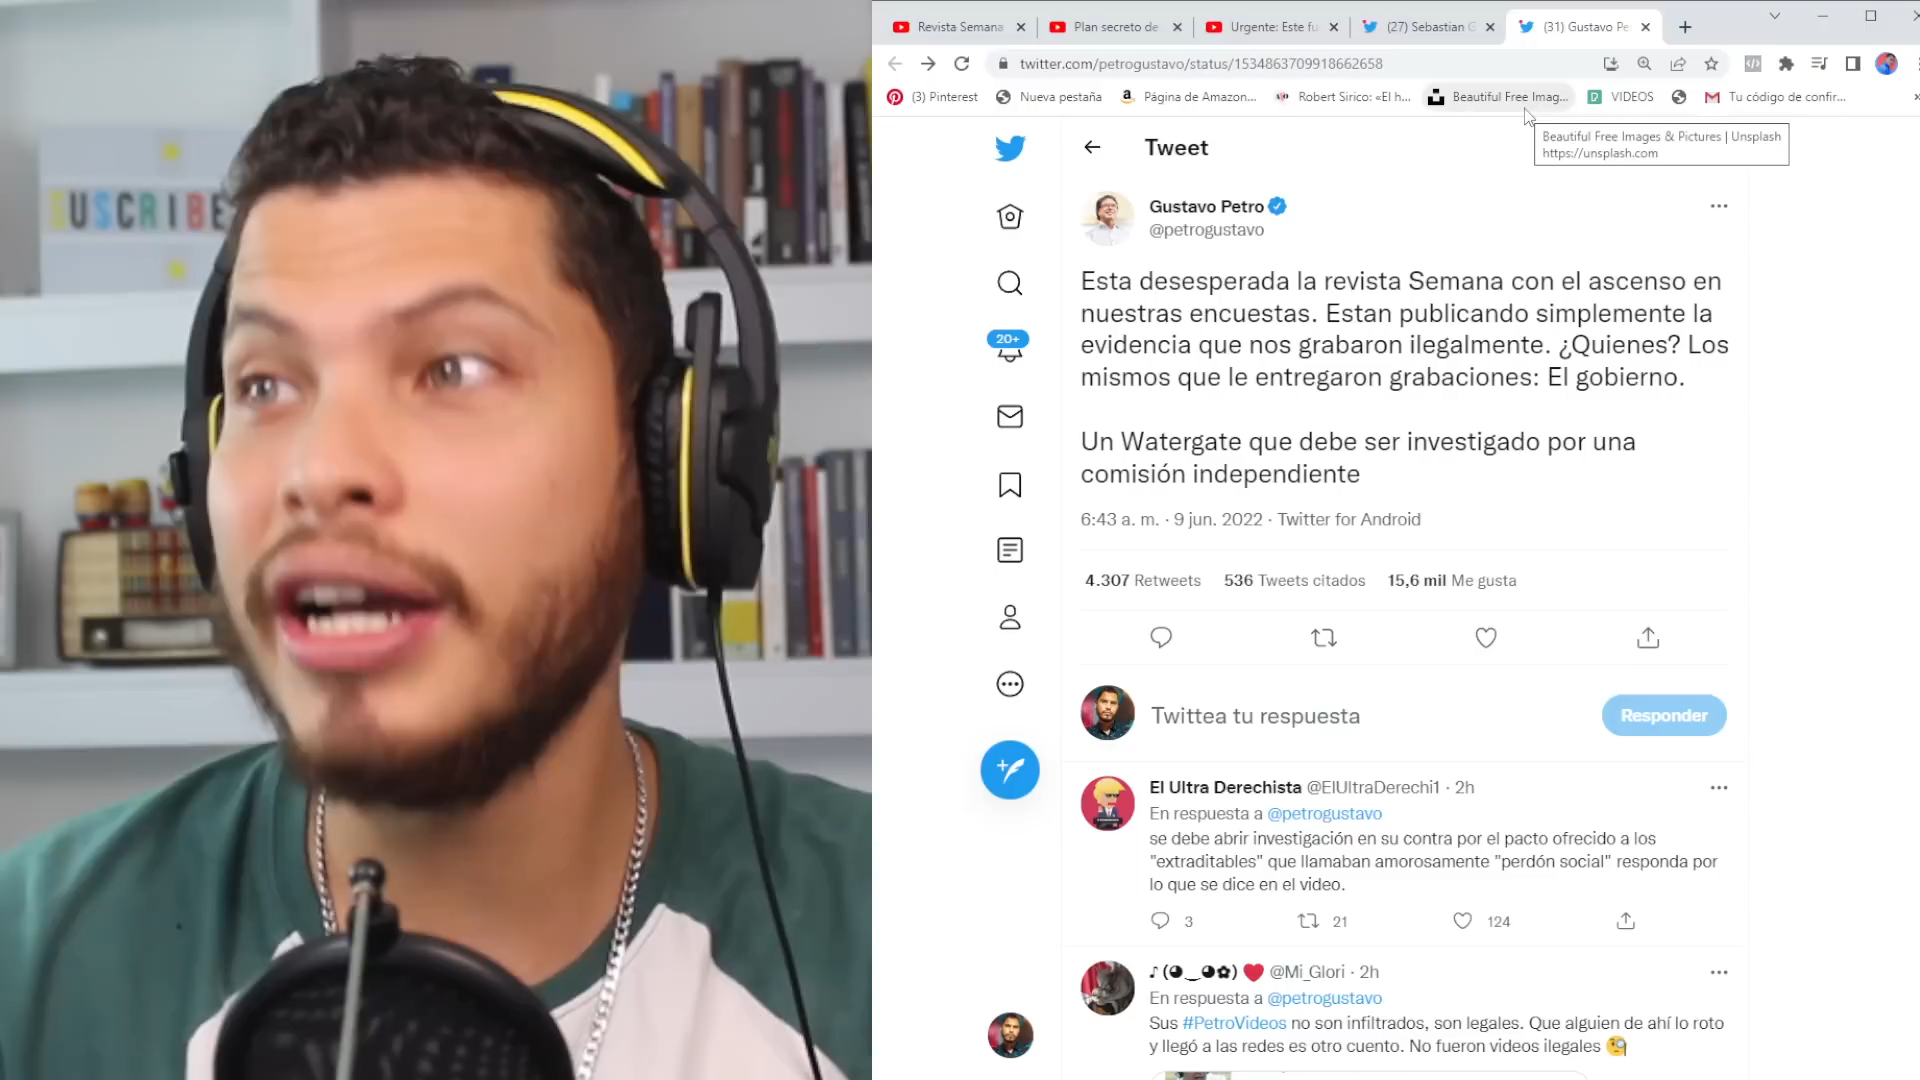 SUSCRIBE
Revista Semana
Plan secreto de
Urgente: Este fu
(27) Sebastian G
(31) Gustavo Pe
twitter.com/petrogustavo/status/1534863709918662658
(3) Pinterest
Nueva pestaña
Página de Amazon...
Robert Sirico: «El h...
Beautiful Free Imag...
VIDEOS
Tu código de confir...
Beautiful Free Images & Pictures | Unsplash
https://unsplash.com
Tweet
Gustavo Petro
@petrogustavo
Esta desesperada la revista Semana con el ascenso en
nuestras encuestas. Estan publicando simplemente la
evidencia que nos grabaron ilegalmente. ¿Quienes? Los
mismos que le entregaron grabaciones: El gobierno.
Un Watergate que debe ser investigado por una
comisión independiente
6:43 a. m. · 9 jun. 2022 · Twitter for Android
4.307 Retweets 536 Tweets citados 15,6 mil Me gusta
20+
Twittea tu respuesta
Responder
El Ultra Derechista @ElUltraDerechi1 · 2h
En respuesta a @petrogustavo
se debe abrir investigación en su contra por el pacto ofrecido a los
"extraditables" que llamaban amorosamente "perdón social" responda por
lo que se dice en el video.
3 21 124
♪ (◕‿◕✿) ❤ @Mi_Glori · 2h
En respuesta a @petrogustavo
Sus #PetroVideos no son infiltrados, son legales. Que alguien de ahí lo roto
y llegó a las redes es otro cuento. No fueron videos ilegales 🧐